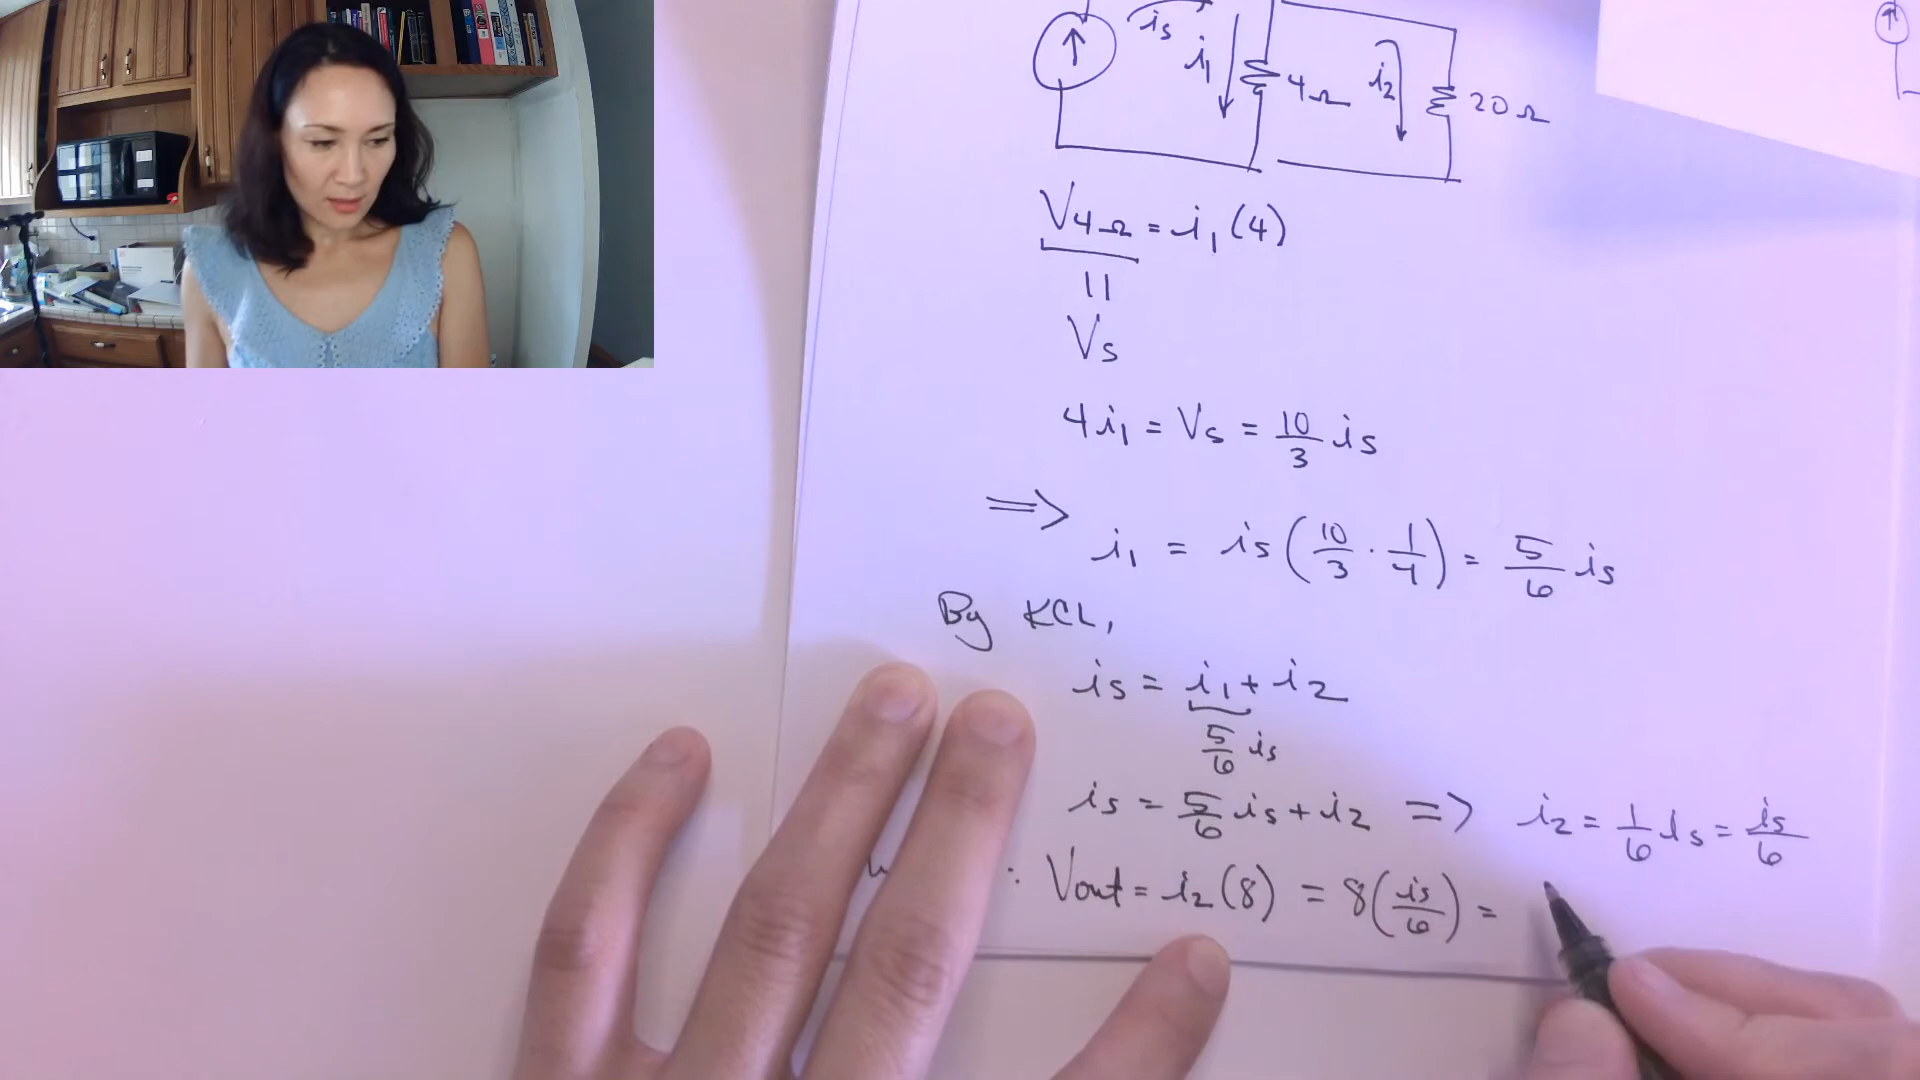 is
i₁
4Ω
i₂
20Ω
V4Ω = i₁(4)
11
Vs
4i₁ = Vs = 10/3 is
⇒ i₁ = is(10/3 · 1/4) = 5/6 is
By KCL,
is = i₁ + i₂
5/6 is
is = 5/6 is + i₂ ⇒ i₂ = 1/6 is = is/6
: Vout = i₂(8) = 8(is/6) =